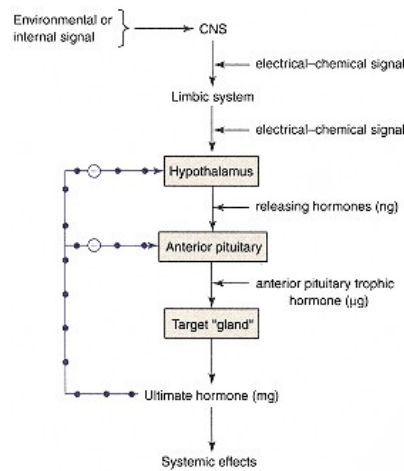 Environmental or
internal signal
CNS
electrical–chemical signal
Limbic system
electrical–chemical signal
Hypothalamus
releasing hormones (ng)
Anterior pituitary
anterior pituitary trophic
hormone (µg)
Target "gland"
Ultimate hormone (mg)
Systemic effects